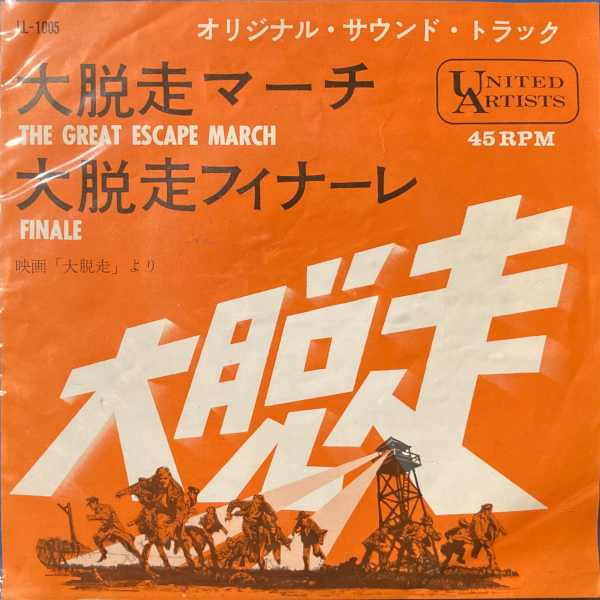 LL-1005
オリジナル・サウンド・トラック
大脱走マーチ
THE GREAT ESCAPE MARCH
UNITED
ARTISTS
45 RPM
大脱走フィナーレ
FINALE
映画「大脱走」より
大脱走